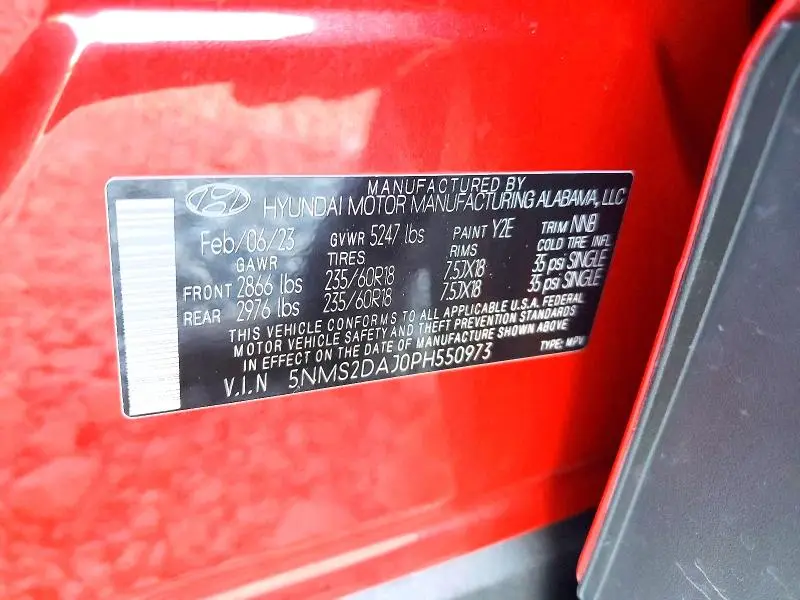 MANUFACTURED BY
HYUNDAI MOTOR MANUFACTURING ALABAMA, LLC
Feb/06/23 GVWR 5247 lbs PAINT Y2E TRIM NNB
GAWR TIRES RIMS COLD TIRE INFL.
FRONT 2866 lbs 235/60R18 7.5JX18 35 psi SINGLE
REAR 2976 lbs 235/60R18 7.5JX18 35 psi SINGLE
THIS VEHICLE CONFORMS TO ALL APPLICABLE U.S.A. FEDERAL
MOTOR VEHICLE SAFETY AND THEFT PREVENTION STANDARDS
IN EFFECT ON THE DATE OF MANUFACTURE SHOWN ABOVE
V.I.N 5NMS2DAJ0PH550973 TYPE: MPV